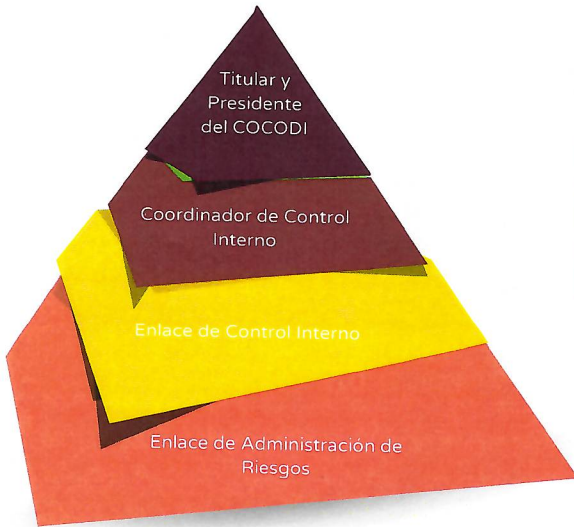 Titular y
Presidente
del COCODI
Coordinador de Control
Interno
Enlace de Control Interno
Enlace de Administración de
Riesgos